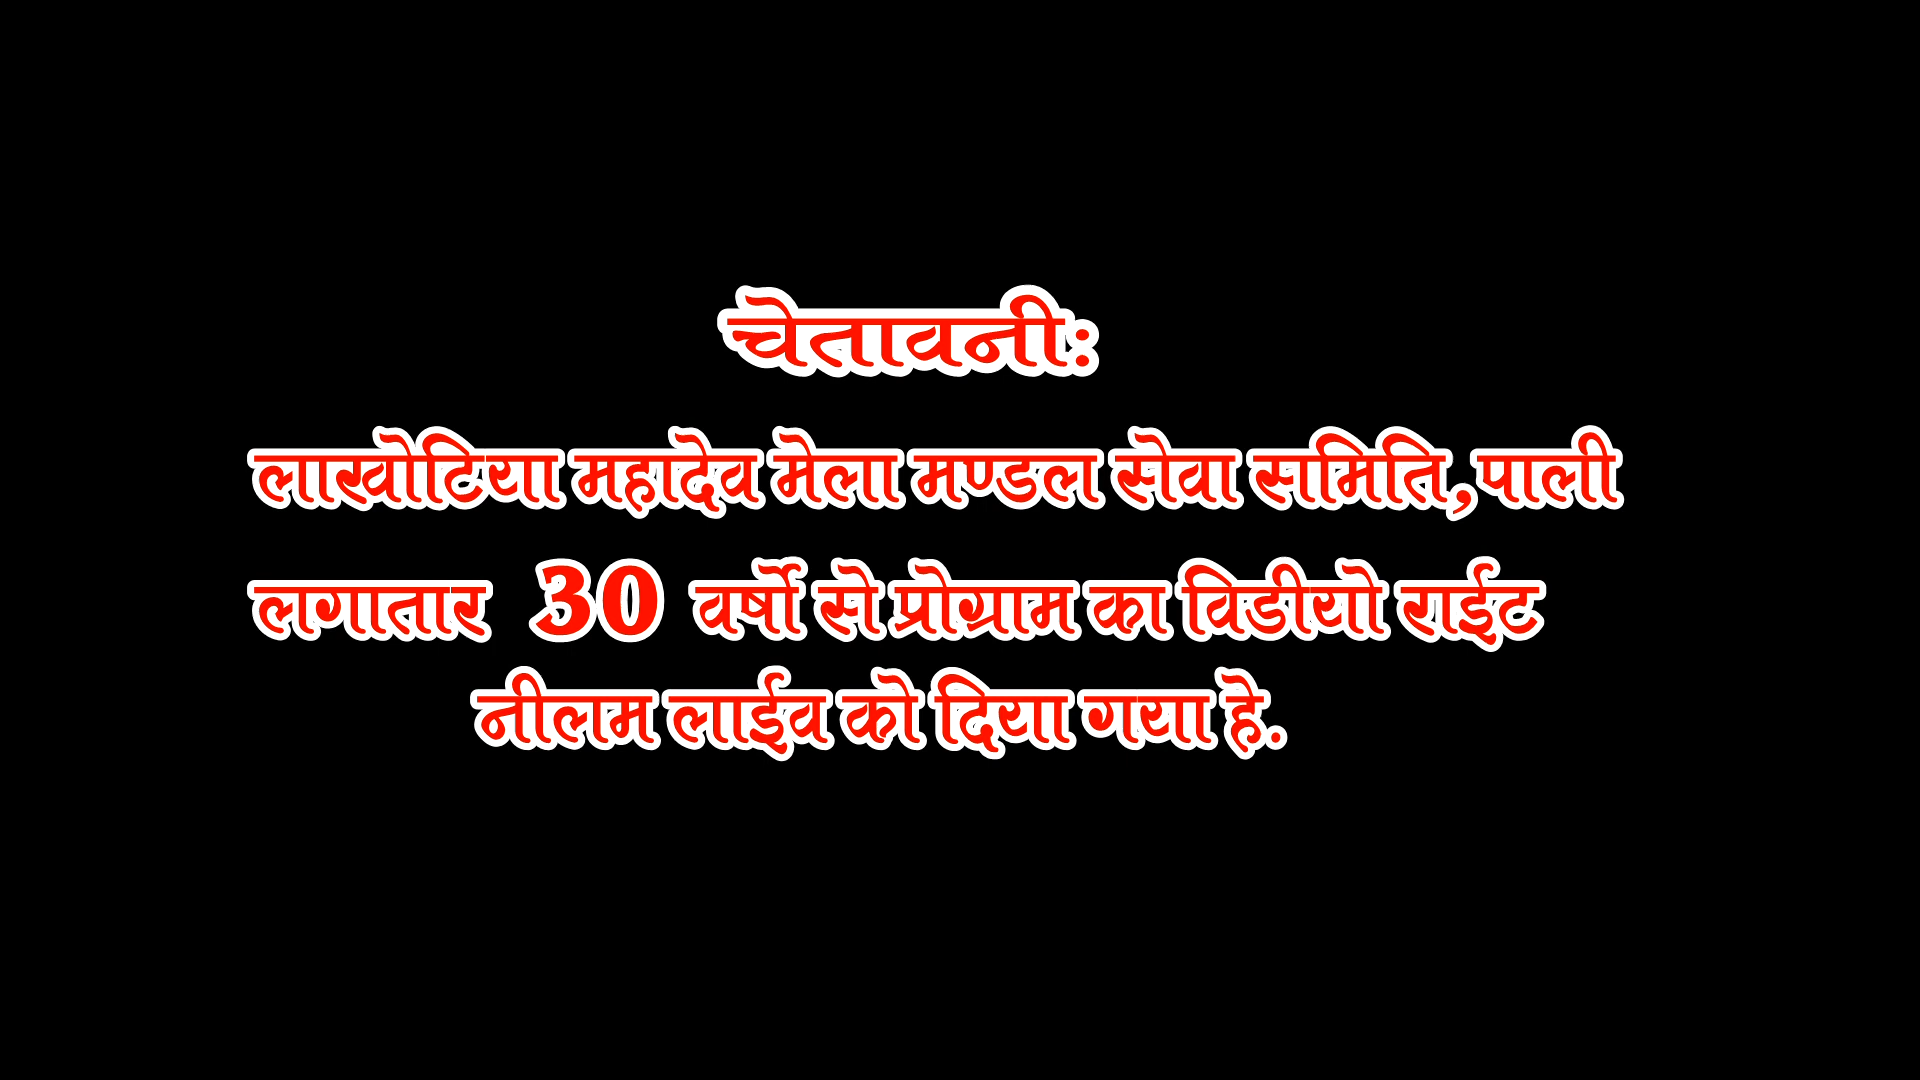 चेतावनीः
लाखोटिया महादेव मेला मण्डल सेवा समिति,पाली
लगातार 30 वर्षो से प्रोग्राम का विडीयो राईट
नीलम लाईव को दिया गया हे.